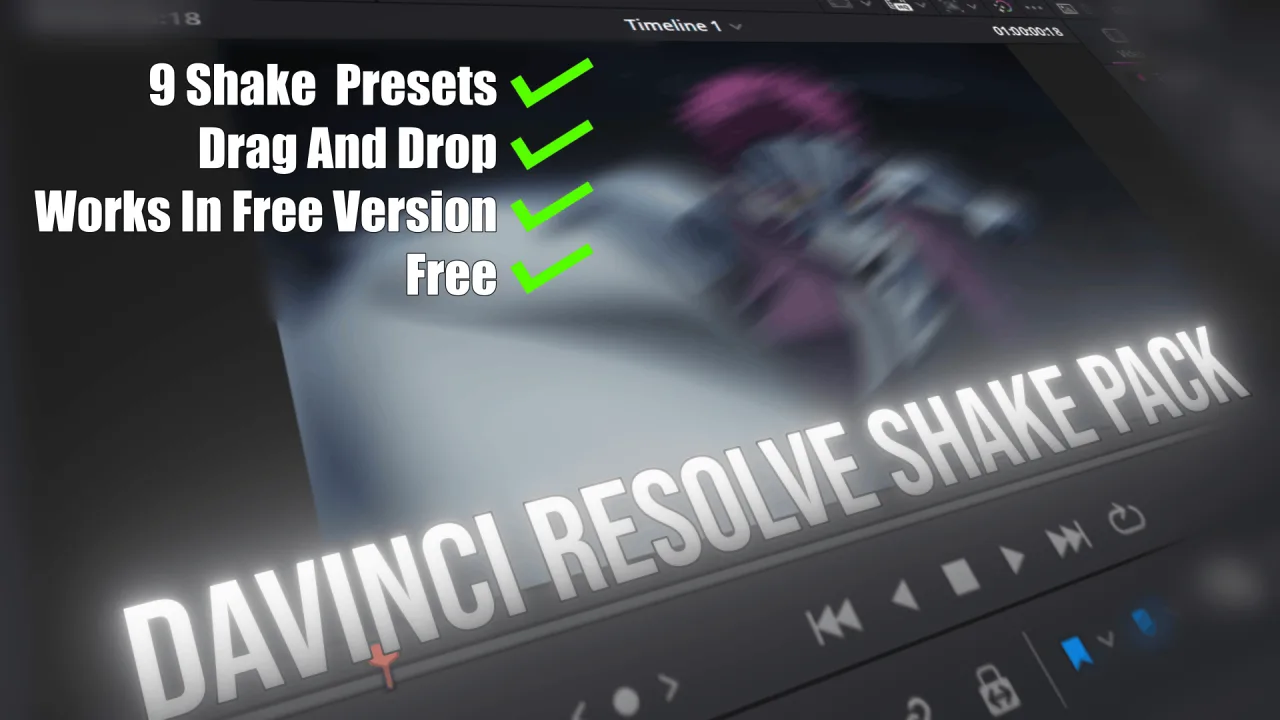 :18
Timeline 1
01:00:00:18
9 Shake  Presets
Drag And Drop
Works In Free Version
Free
DAVINCI RESOLVE SHAKE PACK